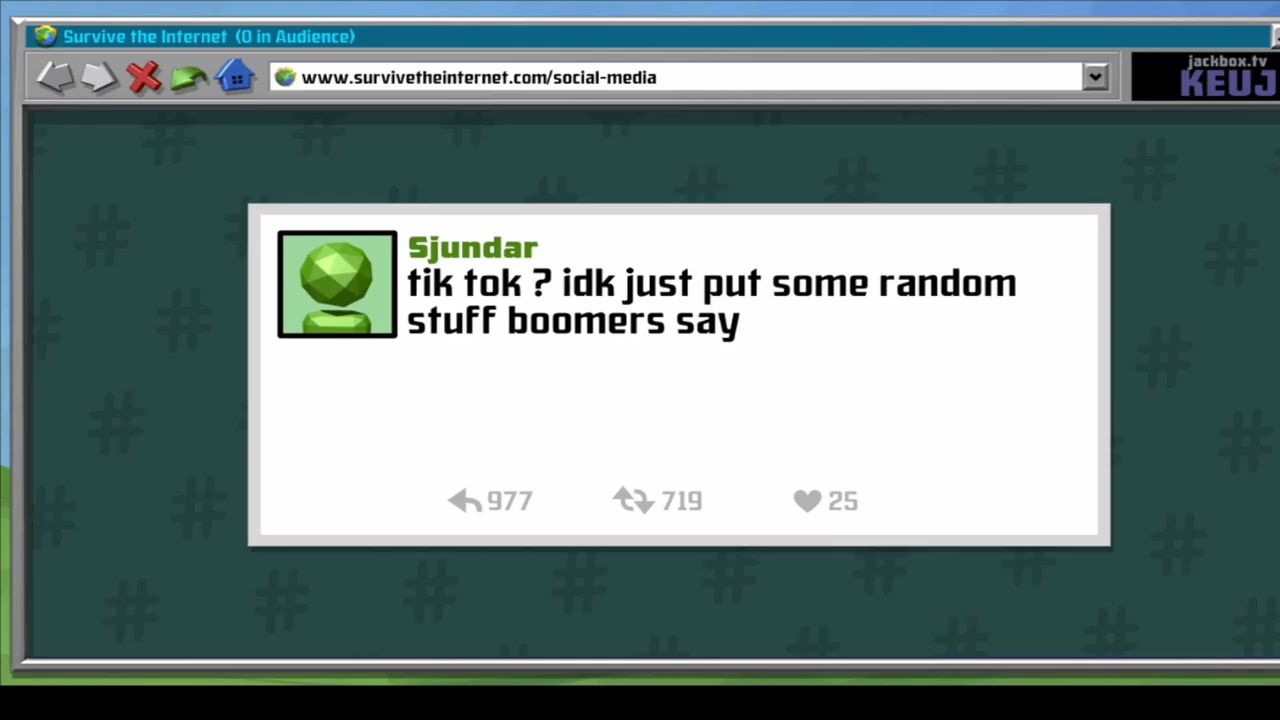 Survive the Internet (0 in Audience)
www.survivetheinternet.com/social-media
jackbox.tv
KEUJ
Sjundar
tik tok ? idk just put some random
stuff boomers say
977 719 25